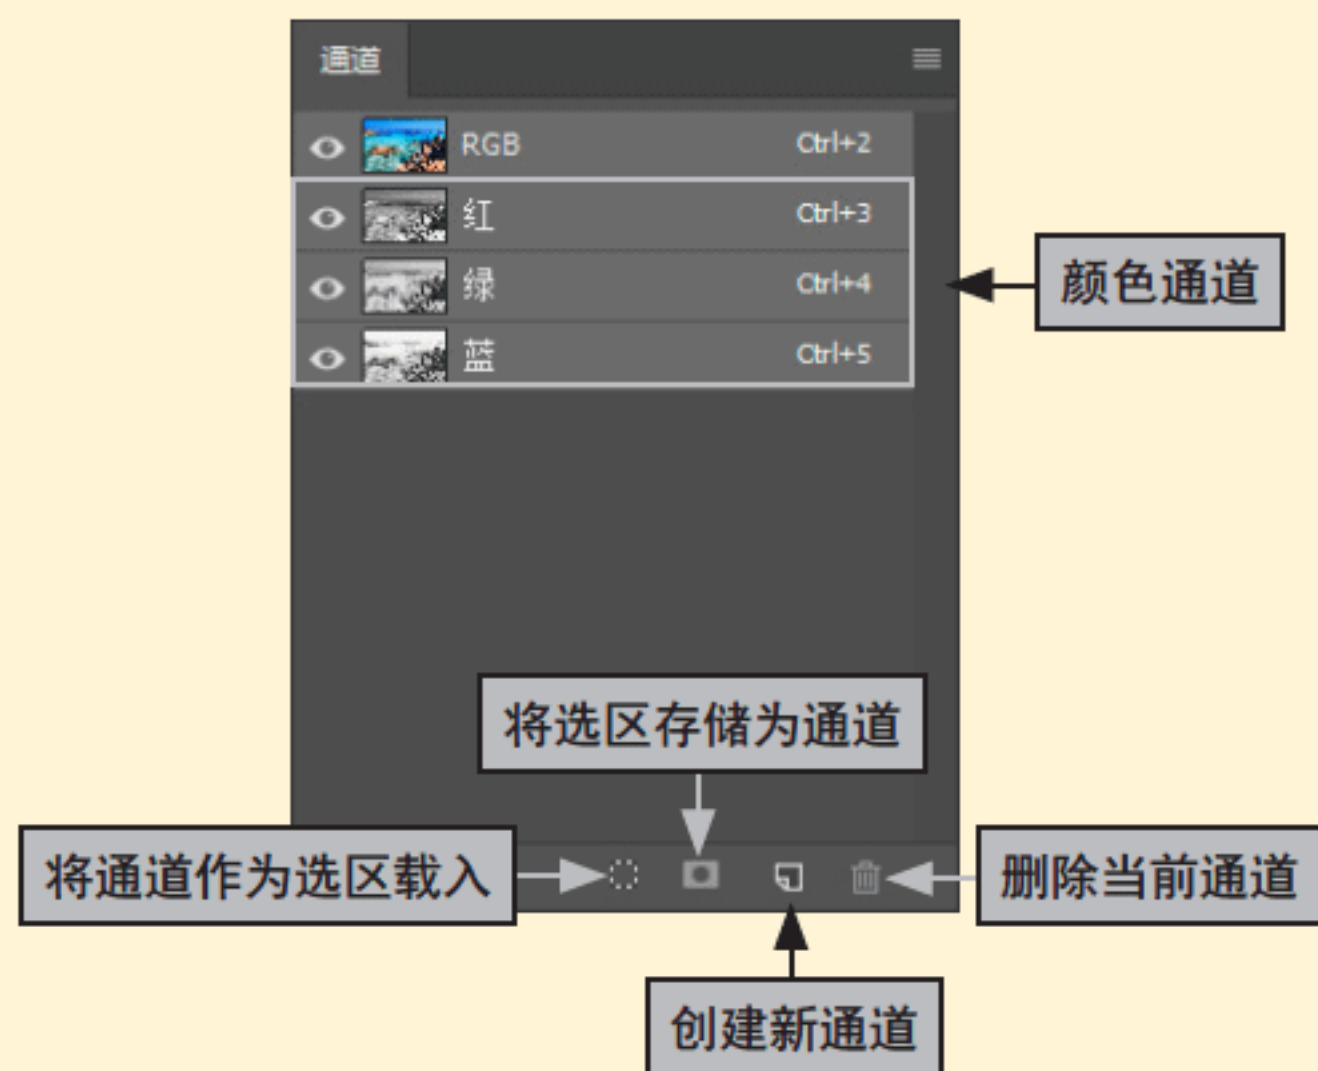 通道
RGB Ctrl+2
红 Ctrl+3
绿 Ctrl+4
蓝 Ctrl+5
颜色通道
将选区存储为通道
将通道作为选区载入
删除当前通道
创建新通道